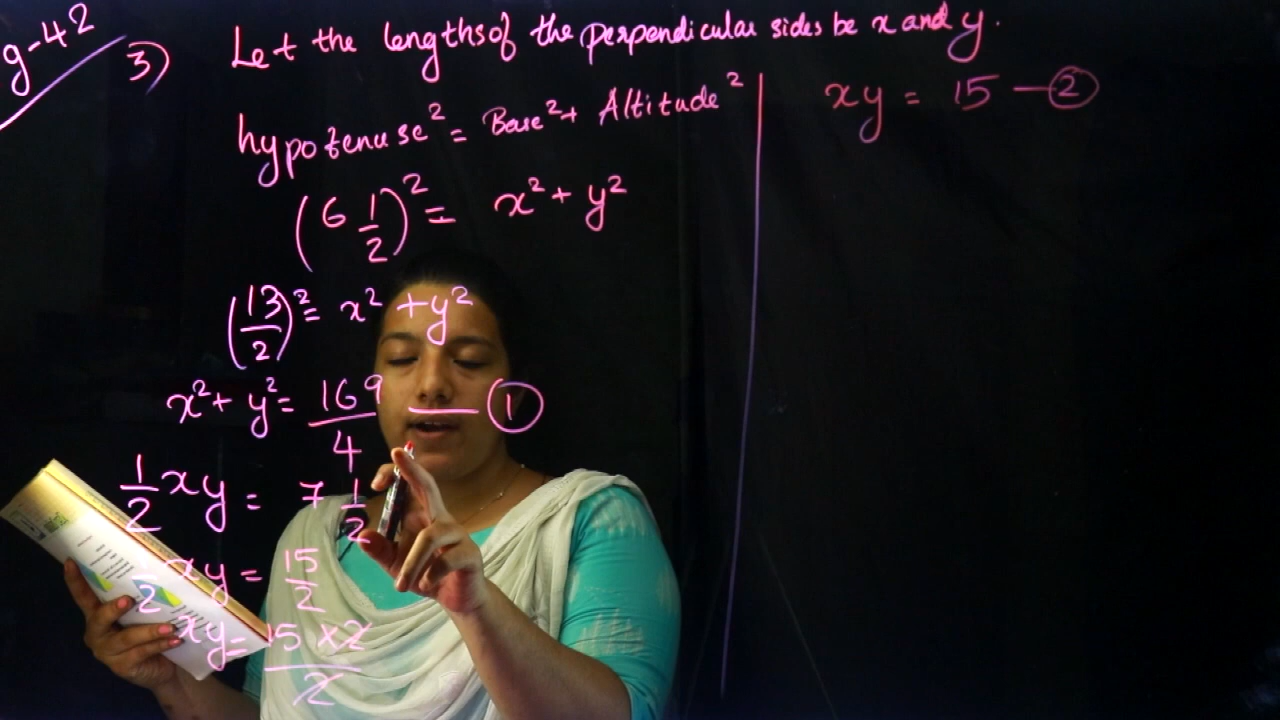 g-42
3) Let the lengths of the perpendicular sides be x and y.
hypotenuse² = Base² + Altitude²
(6 1/2)² = x² + y²
(13/2)² = x² + y²
x² + y² = 169/4 — ①
1/2 xy = 7 1/2
1/2 xy = 15/2
xy = 15 × 2/2
xy = 15 — ②